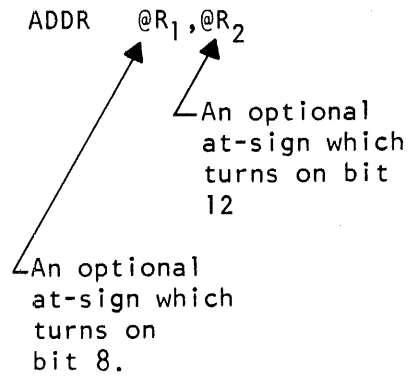 ADDR @R1,@R2
An optional
at-sign which
turns on bit
12
An optional
at-sign which
turns on
bit 8.